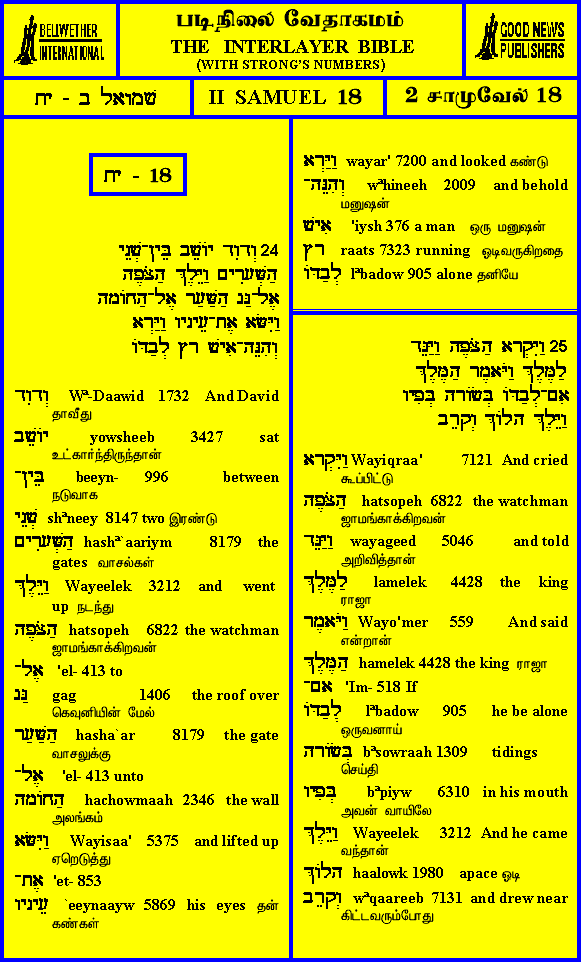 BELLWETHER
INTERNATIONAL
படிநிலை வேதாகமம்
THE INTERLAYER BIBLE
(WITH STRONG'S NUMBERS)
GOOD NEWS
PUBLISHERS
שמואל ב - יח
II SAMUEL 18
2 சாமுவேல் 18
יח - 18
24 וְדָוִד יוֹשֵׁב בֵּין־שְׁנֵי
הַשְּׁעָרִים וַיֵּלֶךְ הַצֹּפֶה
אֶל־גַּג הַשַּׁעַר אֶל־הַחוֹמָה
וַיִּשָּׂא אֶת־עֵינָיו וַיַּרְא
וְהִנֵּה־אִישׁ רָץ לְבַדּוֹ
וְדָוִד Wª-Daawid 1732 And David
தாவீது
יוֹשֵׁב yowsheeb 3427 sat
உட்கார்ந்திருந்தான்
בֵּין־ beeyn- 996 between
நடுவாக
שְׁנֵי shªneey 8147 two இரண்டு
הַשְּׁעָרִים hashª`aariym 8179 the
gates வாசல்கள்
וַיֵּלֶךְ Wayeelek 3212 and went
up நடந்து
הַצֹּפֶה hatsopeh 6822 the watchman
ஜாமங்காக்கிறவன்
אֶל־ 'el- 413 to
גַּג gag 1406 the roof over
கெவுனியின் மேல்
הַשַּׁעַר hasha`ar 8179 the gate
வாசலுக்கு
אֶל־ 'el- 413 unto
הַחוֹמָה hachowmaah 2346 the wall
அலங்கம்
וַיִּשָּׂא Wayisaa' 5375 and lifted up
ஏறெடுத்து
אֶת־ 'et- 853
עֵינָיו `eeynaayw 5869 his eyes தன்
கண்கள்
וַיַּרְא wayar' 7200 and looked கண்டு
וְהִנֵּה־ wªhineeh 2009 and behold
மனுஷன்
אִישׁ 'iysh 376 a man ஒரு மனுஷன்
רָץ raats 7323 running ஓடிவருகிறதை
לְבַדּוֹ lªbadow 905 alone தனியே
25 וַיִּקְרָא הַצֹּפֶה וַיַּגֵּד
לַמֶּלֶךְ וַיֹּאמֶר הַמֶּלֶךְ
אִם־לְבַדּוֹ בְּשׂוֹרָה בְּפִיו
וַיֵּלֶךְ הָלוֹךְ וְקָרֵב
וַיִּקְרָא Wayiqraa' 7121 And cried
கூப்பிட்டு
הַצֹּפֶה hatsopeh 6822 the watchman
ஜாமங்காக்கிறவன்
וַיַּגֵּד wayageed 5046 and told
அறிவித்தான்
לַמֶּלֶךְ lamelek 4428 the king
ராஜா
וַיֹּאמֶר Wayo'mer 559 And said
என்றான்
הַמֶּלֶךְ hamelek 4428 the king ராஜா
אִם־ 'Im- 518 If
לְבַדּוֹ lªbadow 905 he be alone
ஒருவனாய்
בְּשׂוֹרָה bªsowraah 1309 tidings
செய்தி
בְּפִיו bªpiyw 6310 in his mouth
அவன் வாயிலே
וַיֵּלֶךְ Wayeelek 3212 And he came
வந்தான்
הָלוֹךְ haalowk 1980 apace ஓடி
וְקָרֵב wªqaareeb 7131 and drew near
கிட்டவரும்போது